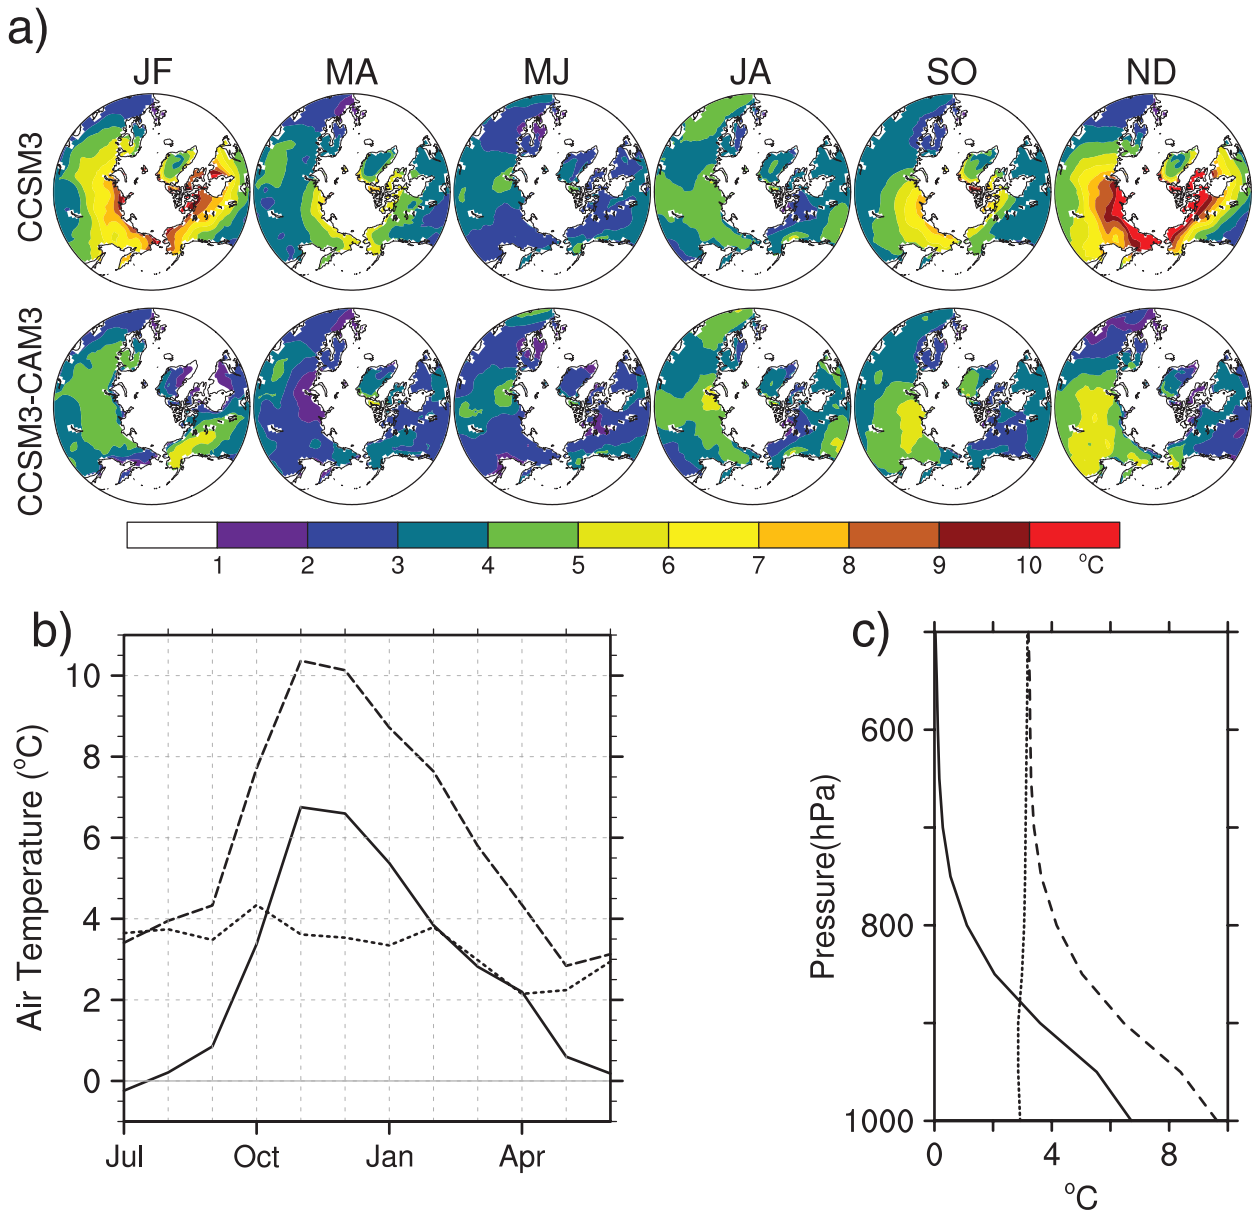 a)
JF MA MJ JA SO ND
CCSM3
CCSM3-CAM3
1 2 3 4 5 6 7 8 9 10 °C
b)
Air Temperature (°C)
10
8
6
4
2
0
Jul Oct Jan Apr
c)
Pressure(hPa)
600
800
1000
0 4 8
°C